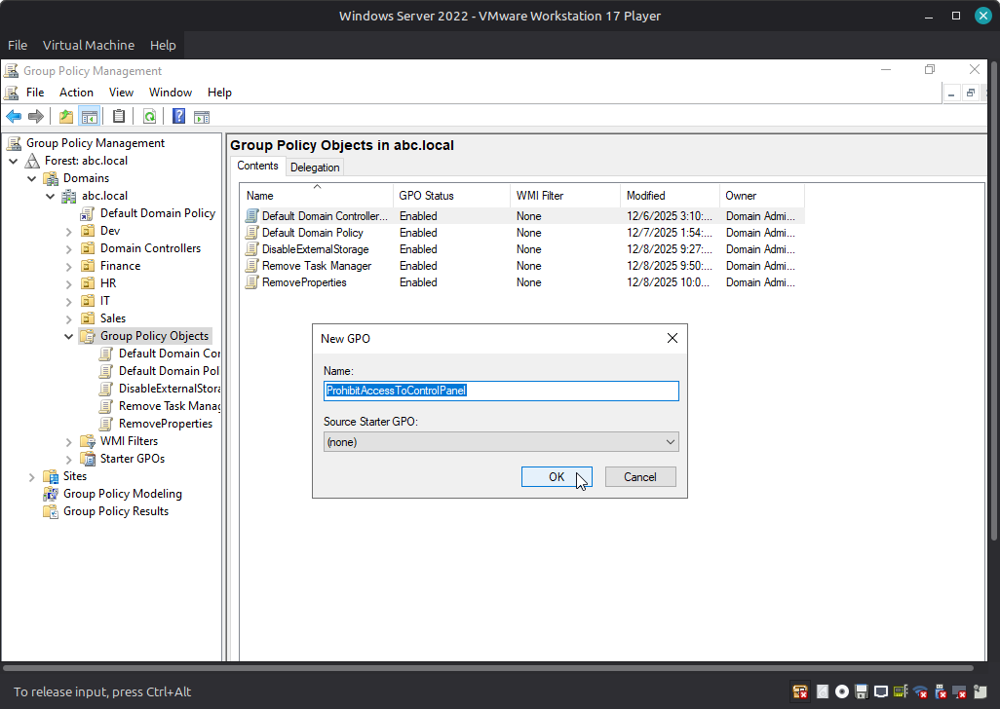 Windows Server 2022 - VMware Workstation 17 Player
File Virtual Machine Help
Group Policy Management
File Action View Window Help
Group Policy Management
Forest: abc.local
Domains
abc.local
Default Domain Policy
Dev
Domain Controllers
Finance
HR
IT
Sales
Group Policy Objects
Default Domain Con
Default Domain Pol
DisableExternalStora
Remove Task Manag
RemoveProperties
WMI Filters
Starter GPOs
Sites
Group Policy Modeling
Group Policy Results
Group Policy Objects in abc.local
Contents Delegation
Name GPO Status WMI Filter Modified Owner
Default Domain Controller... Enabled None 12/6/2025 3:10:... Domain Admi...
Default Domain Policy Enabled None 12/7/2025 1:54:... Domain Admi...
DisableExternalStorage Enabled None 12/8/2025 9:27:... Domain Admi...
Remove Task Manager Enabled None 12/8/2025 9:50:... Domain Admi...
RemoveProperties Enabled None 12/8/2025 10:0... Domain Admi...
New GPO
Name:
ProhibitAccessToControlPanel
Source Starter GPO:
(none)
OK Cancel
To release input, press Ctrl+Alt